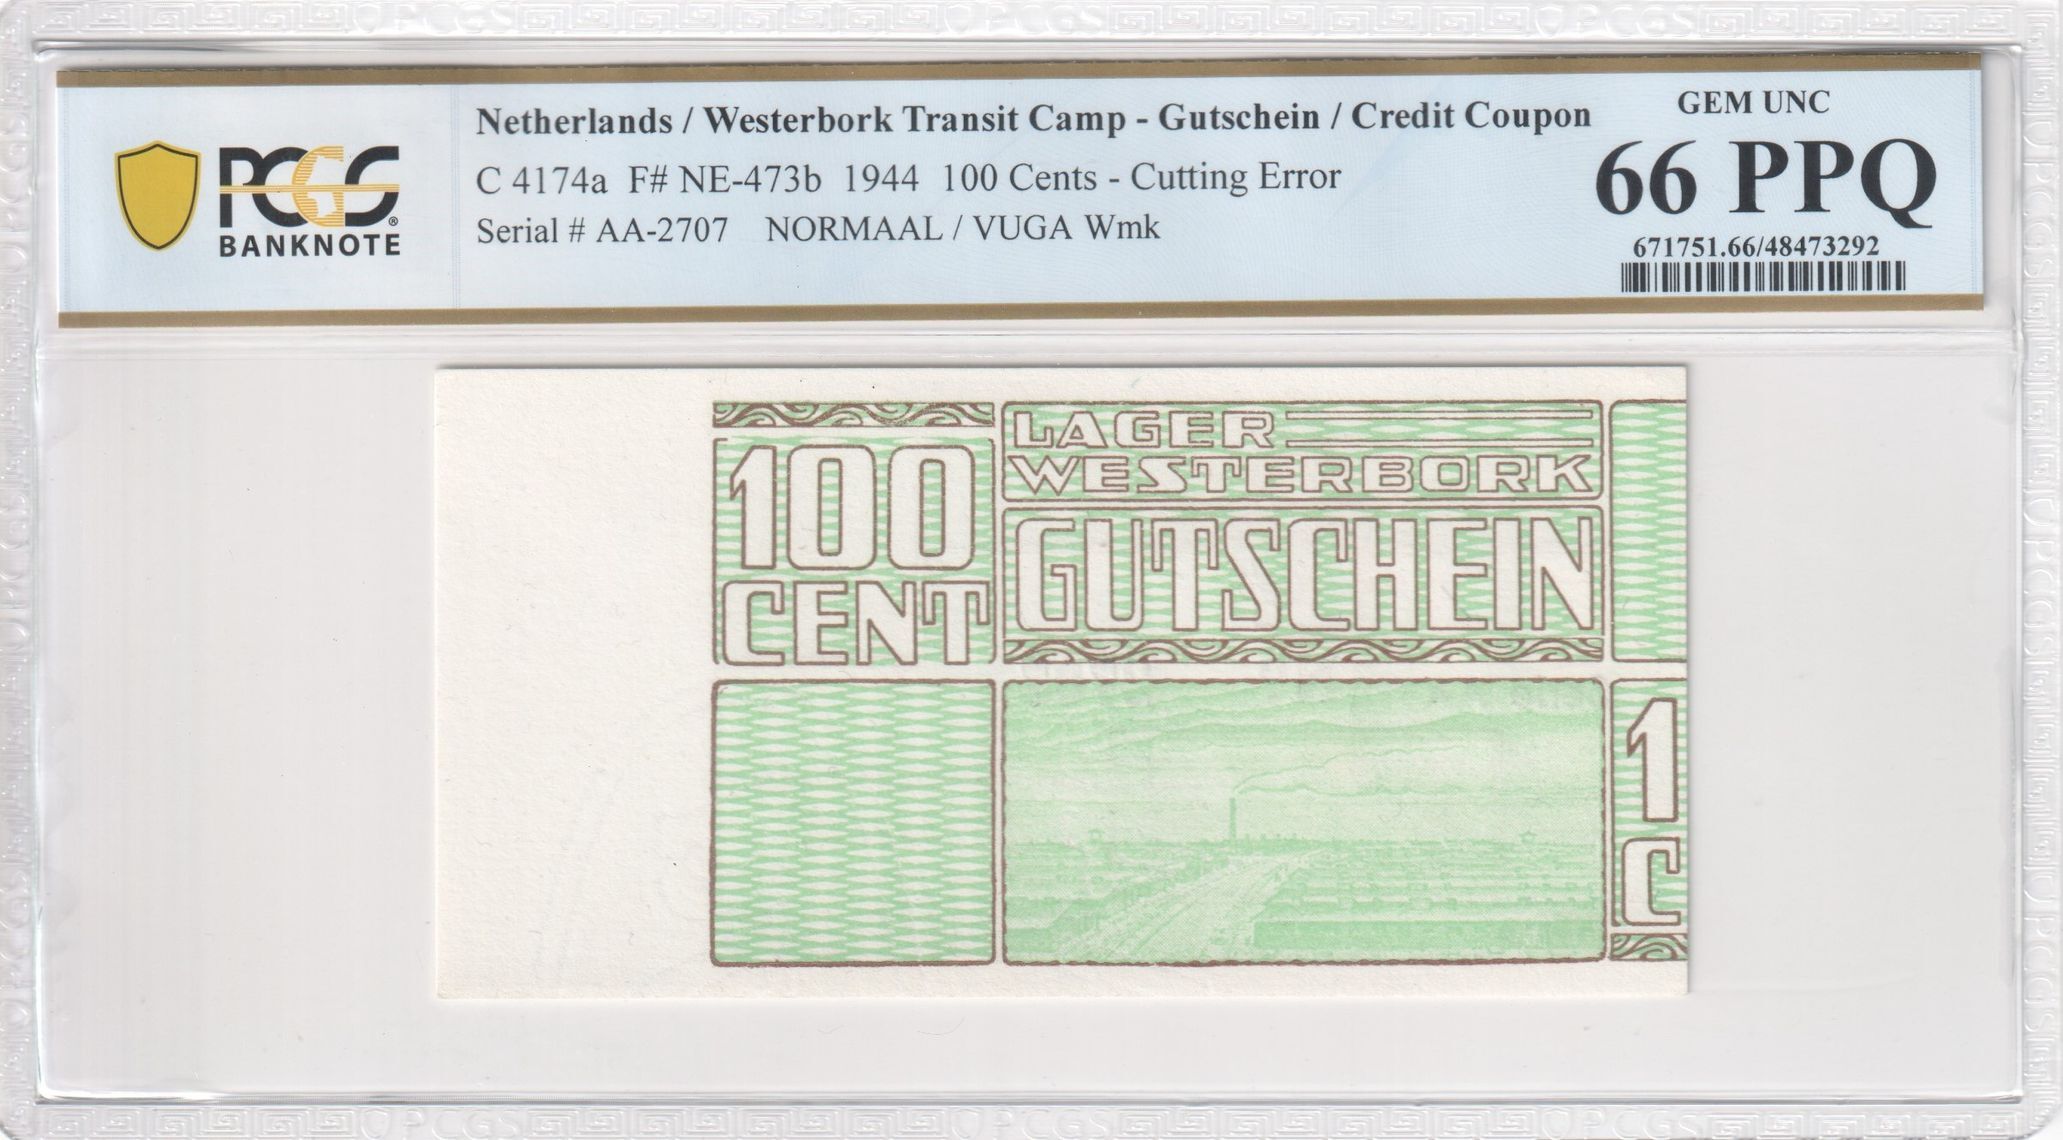 Netherlands / Westerbork Transit Camp - Gutschein / Credit Coupon
C 4174a F# NE-473b 1944 100 Cents - Cutting Error
Serial # AA-2707 NORMAAL / VUGA Wmk
GEM UNC
66 PPQ
671751.66/48473292
PCGS
BANKNOTE
100
CENT
LAGER
WESTERBORK
GUTSCHEIN
1
C